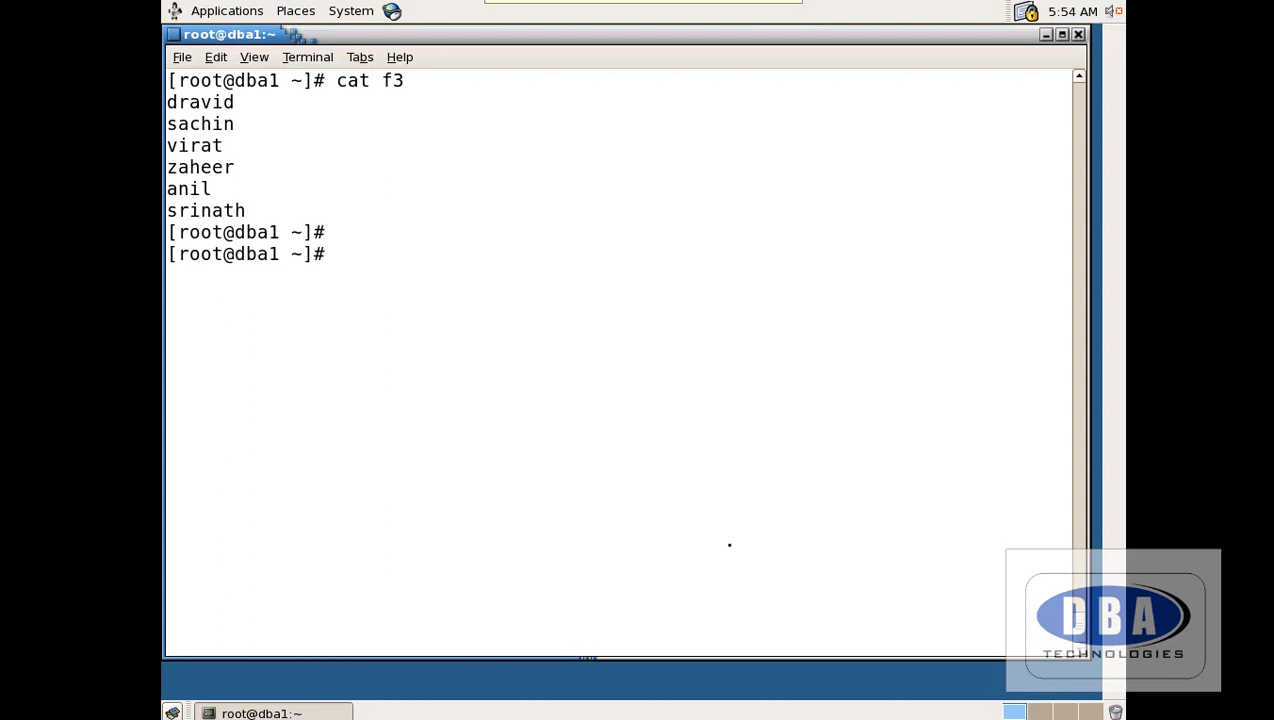 Applications Places System
5:54 AM
root@dba1:~
File Edit View Terminal Tabs Help
[root@dba1 ~]# cat f3
dravid
sachin
virat
zaheer
anil
srinath
[root@dba1 ~]#
[root@dba1 ~]#
DBA
TECHNOLOGIES
root@dba1:~